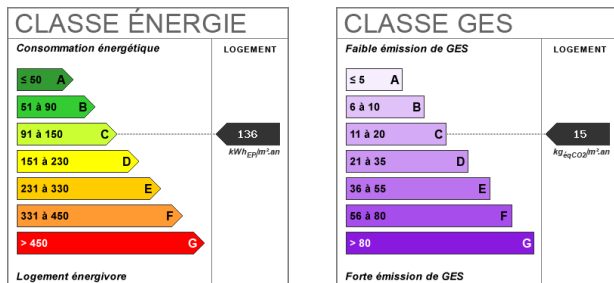 CLASSE ÉNERGIE
Consommation énergétique
LOGEMENT
≤ 50 A
51 à 90 B
91 à 150 C
136
kWhEP/m².an
151 à 230 D
231 à 330 E
331 à 450 F
> 450 G
Logement énergivore
CLASSE GES
Faible émission de GES
LOGEMENT
≤ 5 A
6 à 10 B
11 à 20 C
15
kgéqCO2/m².an
21 à 35 D
36 à 55 E
56 à 80 F
> 80 G
Forte émission de GES